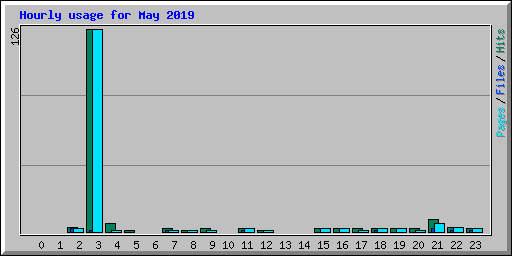 Hourly usage for May 2019
126
Pages/Files/Hits
0 1 2 3 4 5 6 7 8 9 10 11 12 13 14 15 16 17 18 19 20 21 22 23